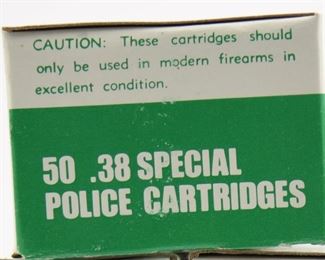 CAUTION: These cartridges should
only be used in modern firearms in
excellent condition.
50 .38 SPECIAL
POLICE CARTRIDGES